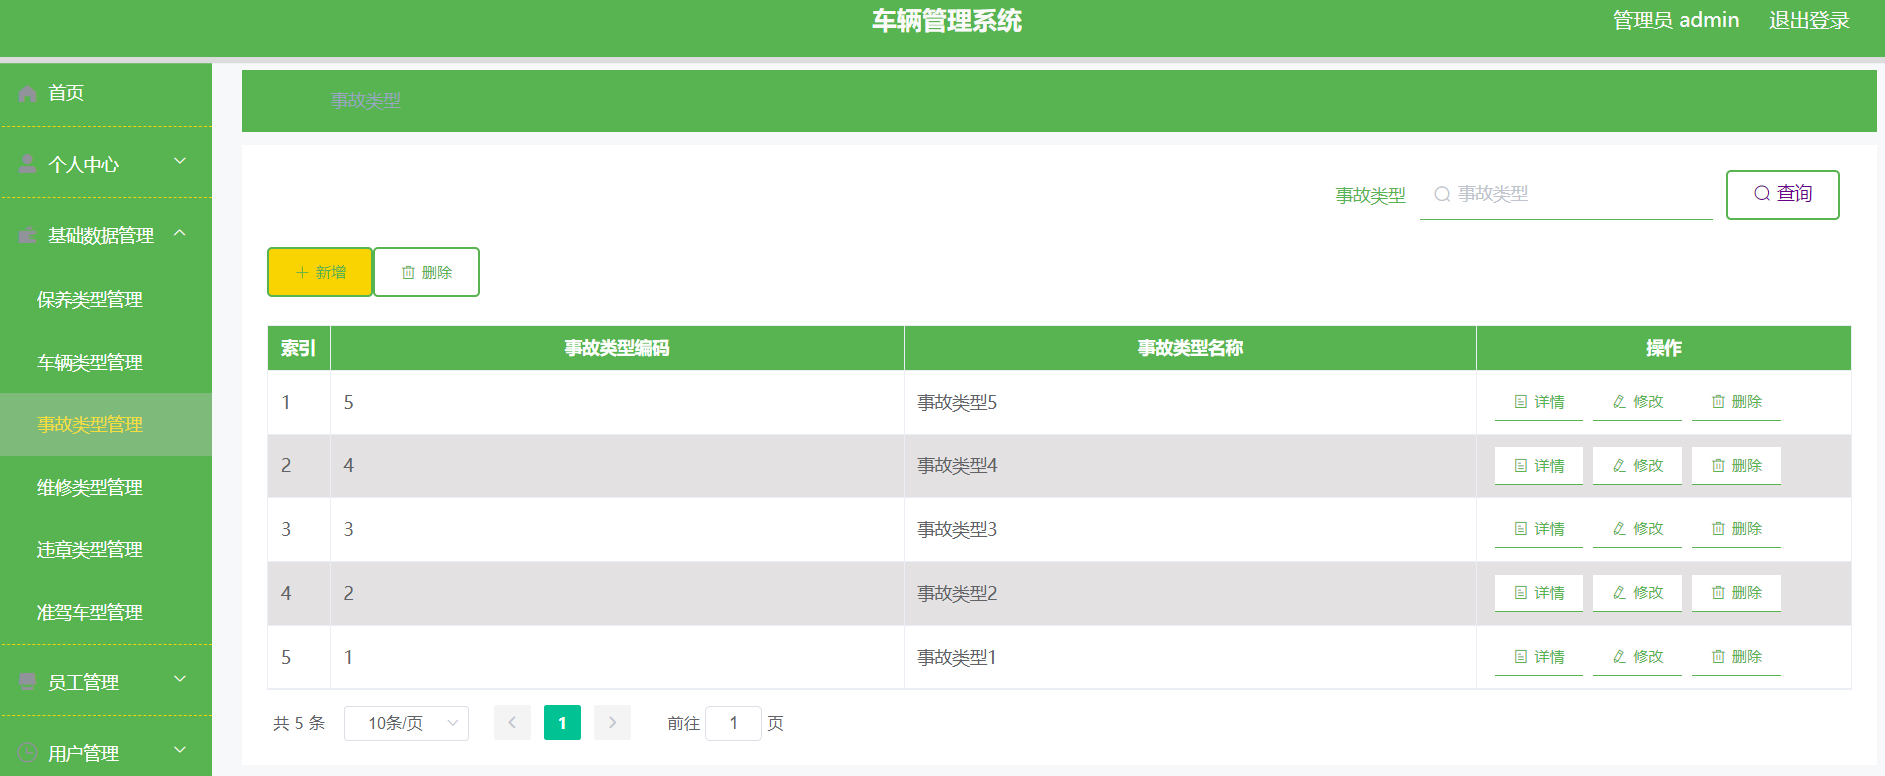 车辆管理系统
管理员 admin 退出登录
首页
个人中心
基础数据管理
保养类型管理
车辆类型管理
事故类型管理
维修类型管理
违章类型管理
准驾车型管理
员工管理
用户管理
事故类型
事故类型 事故类型 查询
新增 删除
索引 事故类型编码 事故类型名称 操作
1 5 事故类型5 详情 修改 删除
2 4 事故类型4 详情 修改 删除
3 3 事故类型3 详情 修改 删除
4 2 事故类型2 详情 修改 删除
5 1 事故类型1 详情 修改 删除
共 5 条 10条/页 1 前往 1 页